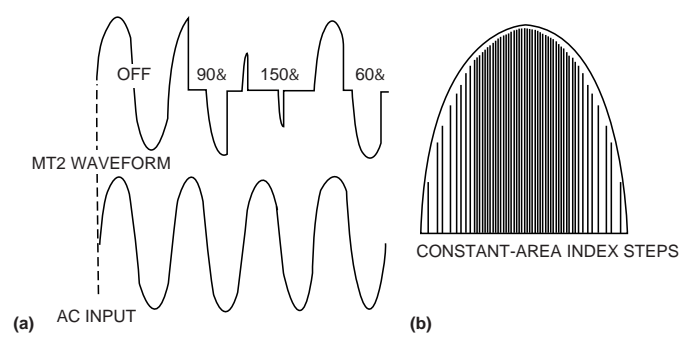 OFF
90&
150&
60&
MT2 WAVEFORM
CONSTANT-AREA INDEX STEPS
(a)
AC INPUT
(b)